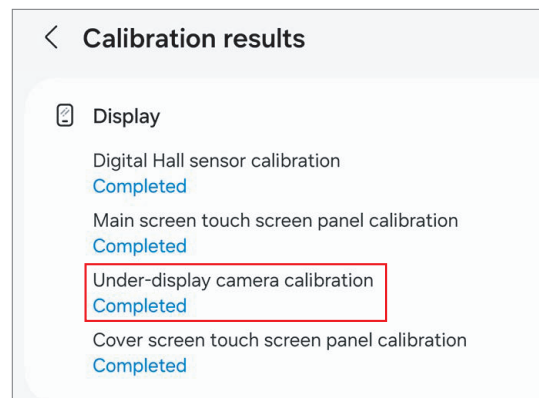 Calibration results
Display
Digital Hall sensor calibration
Completed
Main screen touch screen panel calibration
Completed
Under-display camera calibration
Completed
Cover screen touch screen panel calibration
Completed